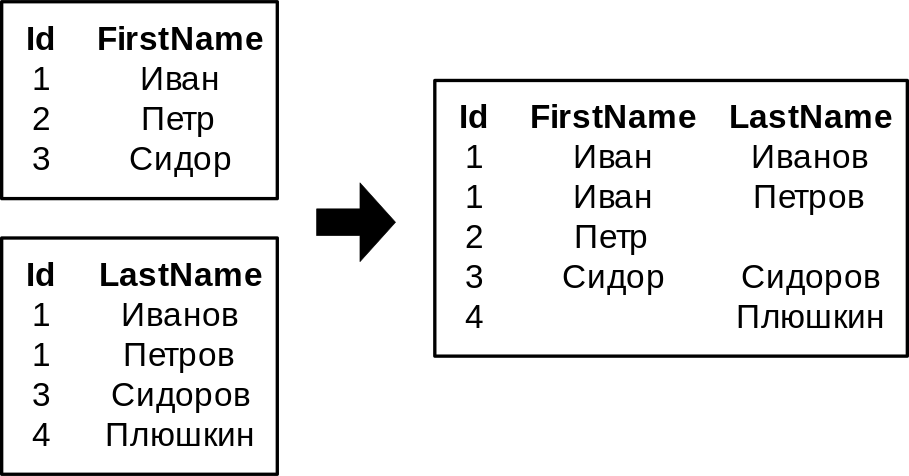 Id FirstName
1 Иван
2 Петр
3 Сидор
Id LastName
1 Иванов
1 Петров
3 Сидоров
4 Плюшкин
Id FirstName LastName
1 Иван Иванов
1 Иван Петров
2 Петр
3 Сидор Сидоров
4 Плюшкин